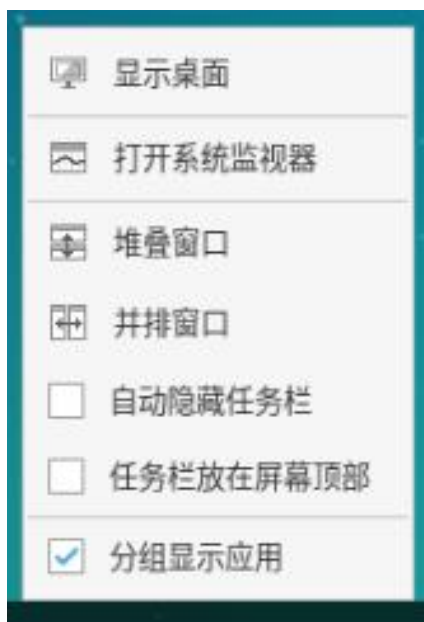 显示桌面
打开系统监视器
堆叠窗口
并排窗口
自动隐藏任务栏
任务栏放在屏幕顶部
分组显示应用